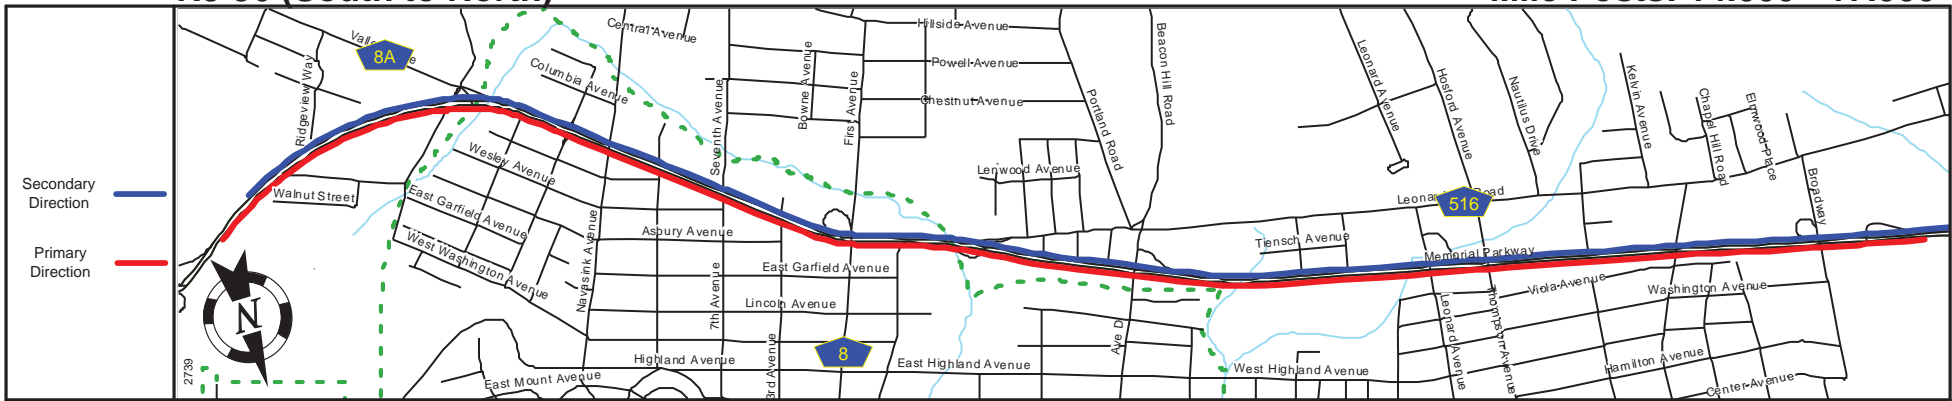 Secondary
Direction
Primary
Direction
Valle
8A
Ridgeview Way
Walnut Street
Central Avenue
Columbia Avenue
Wesley Avenue
East Garfield Avenue
West Washington Avenue
Navasink Avenue
Seventh Avenue
Bowne Avenue
First Avenue
Hillside Avenue
Powell Avenue
Chestnut Avenue
Portland Road
Beacon Hill Road
Lenwood Avenue
Leonard Avenue
Hosford Avenue
Nautilus Drive
Kelvin Avenue
Chapel Hill Road
Elmwood Place
Broadway
516
Road
Asbury Avenue
East Garfield Avenue
Lincoln Avenue
7th Avenue
3rd Avenue
8
Highland Avenue
East Mount Avenue
East Highland Avenue
Ave D
Tiensch Avenue
Memorial Parkway
Viola Avenue
Washington Avenue
Leonard Avenue
Thompson Avenue
Hamilton Avenue
Center Avenue
West Highland Avenue
N
2739